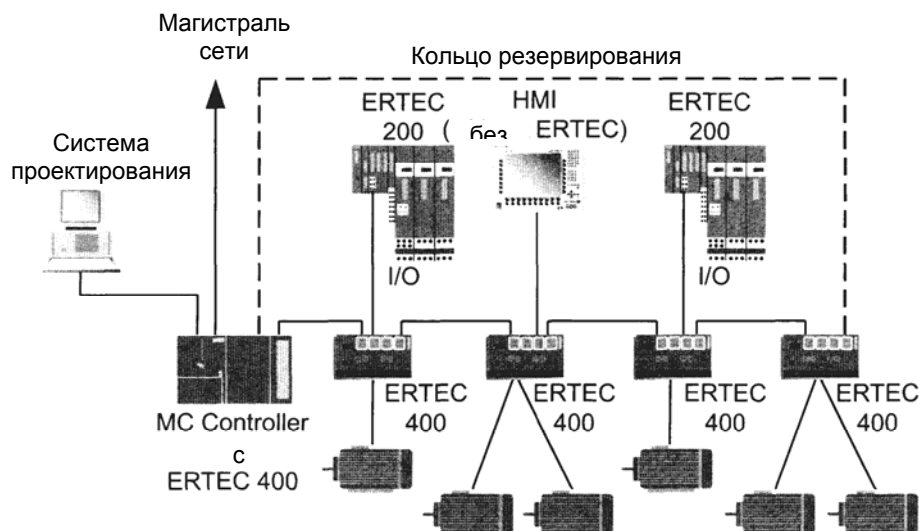 Магистраль
сети
Кольцо резервирования
ERTEC
200
HMI
( без ERTEC)
ERTEC
200
Система
проектирования
I/O
I/O
MC Controller
с
ERTEC 400
ERTEC
400
ERTEC
400
ERTEC
400
ERTEC
400